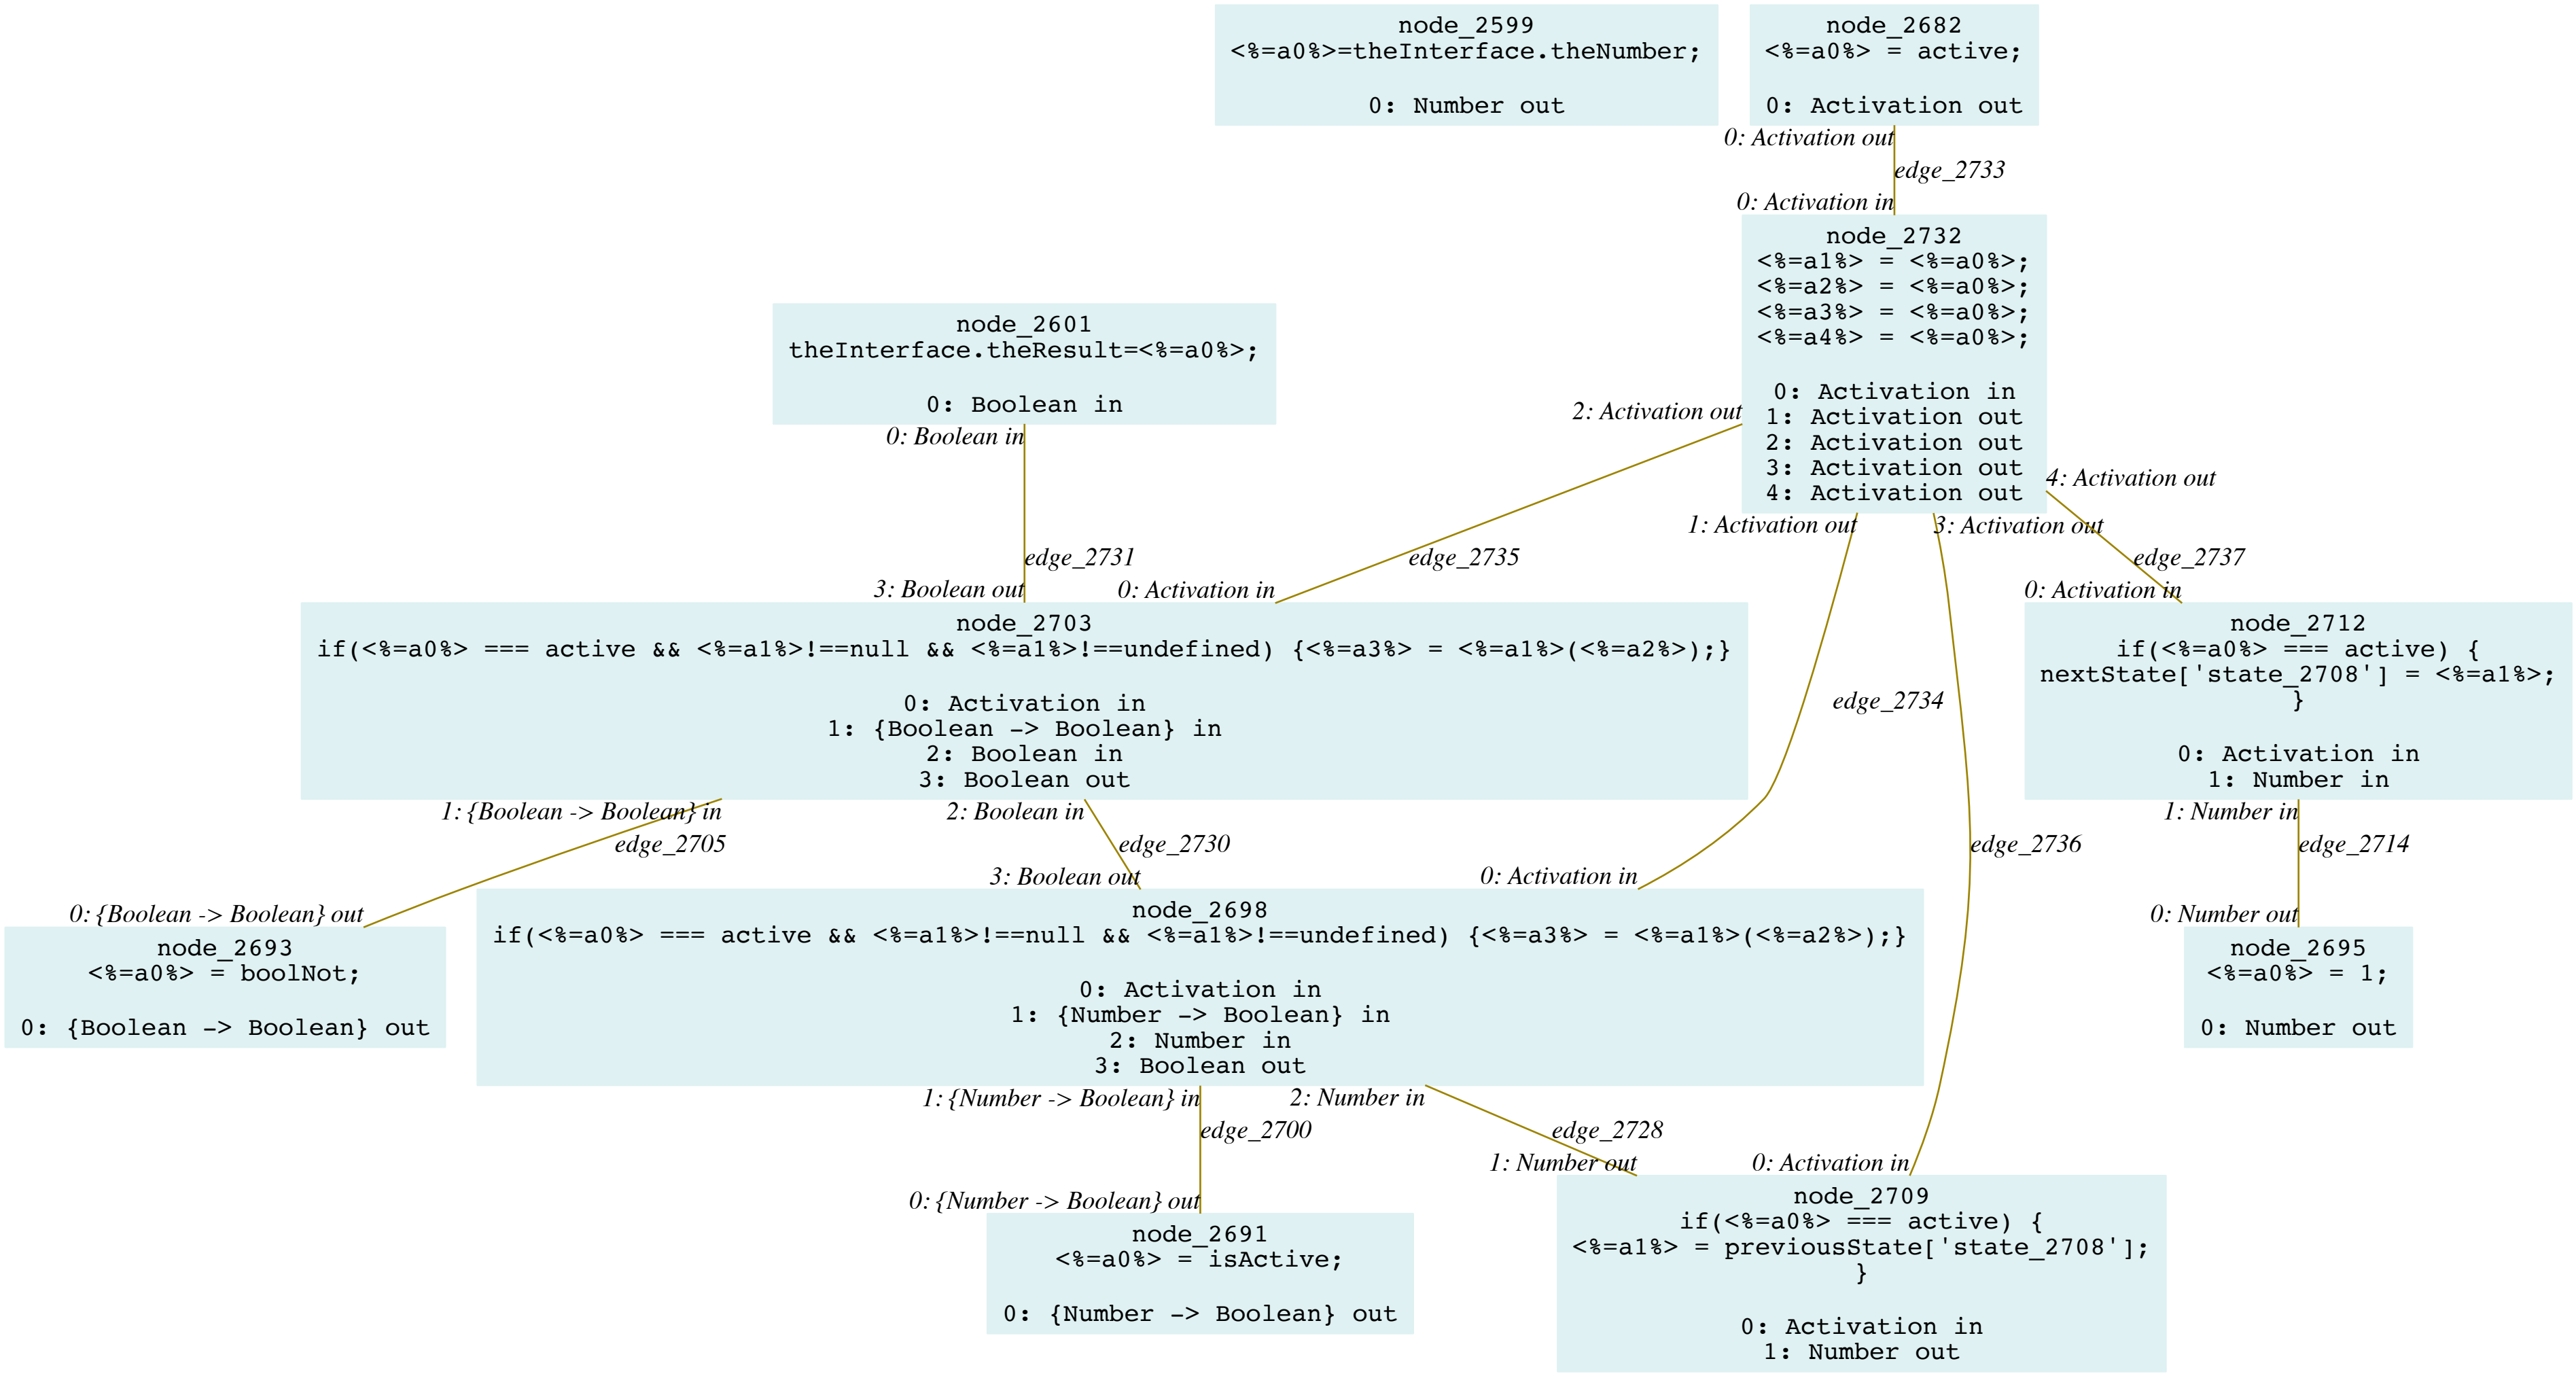 node_2599
<%=a0%>=theInterface.theNumber;
0: Number out
node_2682
<%=a0%> = active;
0: Activation out
0: Activation out
edge_2733
0: Activation in
node_2732
<%=a1%> = <%=a0%>;
<%=a2%> = <%=a0%>;
<%=a3%> = <%=a0%>;
<%=a4%> = <%=a0%>;
0: Activation in
1: Activation out
2: Activation out
3: Activation out
4: Activation out
node_2601
theInterface.theResult=<%=a0%>;
0: Boolean in
0: Boolean in
2: Activation out
4: Activation out
1: Activation out
3: Activation out
edge_2731
edge_2735
edge_2737
3: Boolean out
0: Activation in
0: Activation in
node_2703
if(<%=a0%> === active && <%=a1%>!==null && <%=a1%>!==undefined) {<%=a3%> = <%=a1%>(<%=a2%>);}
0: Activation in
1: {Boolean -> Boolean} in
2: Boolean in
3: Boolean out
edge_2734
node_2712
if(<%=a0%> === active) {
nextState['state_2708'] = <%=a1%>;
}
0: Activation in
1: Number in
1: {Boolean -> Boolean} in
2: Boolean in
1: Number in
edge_2705
edge_2730
edge_2736
edge_2714
3: Boolean out
0: Activation in
0: {Boolean -> Boolean} out
0: Number out
node_2693
<%=a0%> = boolNot;
0: {Boolean -> Boolean} out
node_2698
if(<%=a0%> === active && <%=a1%>!==null && <%=a1%>!==undefined) {<%=a3%> = <%=a1%>(<%=a2%>);}
0: Activation in
1: {Number -> Boolean} in
2: Number in
3: Boolean out
node_2695
<%=a0%> = 1;
0: Number out
1: {Number -> Boolean} in
2: Number in
edge_2700
edge_2728
1: Number out
0: Activation in
0: {Number -> Boolean} out
node_2691
<%=a0%> = isActive;
0: {Number -> Boolean} out
node_2709
if(<%=a0%> === active) {
<%=a1%> = previousState['state_2708'];
}
0: Activation in
1: Number out